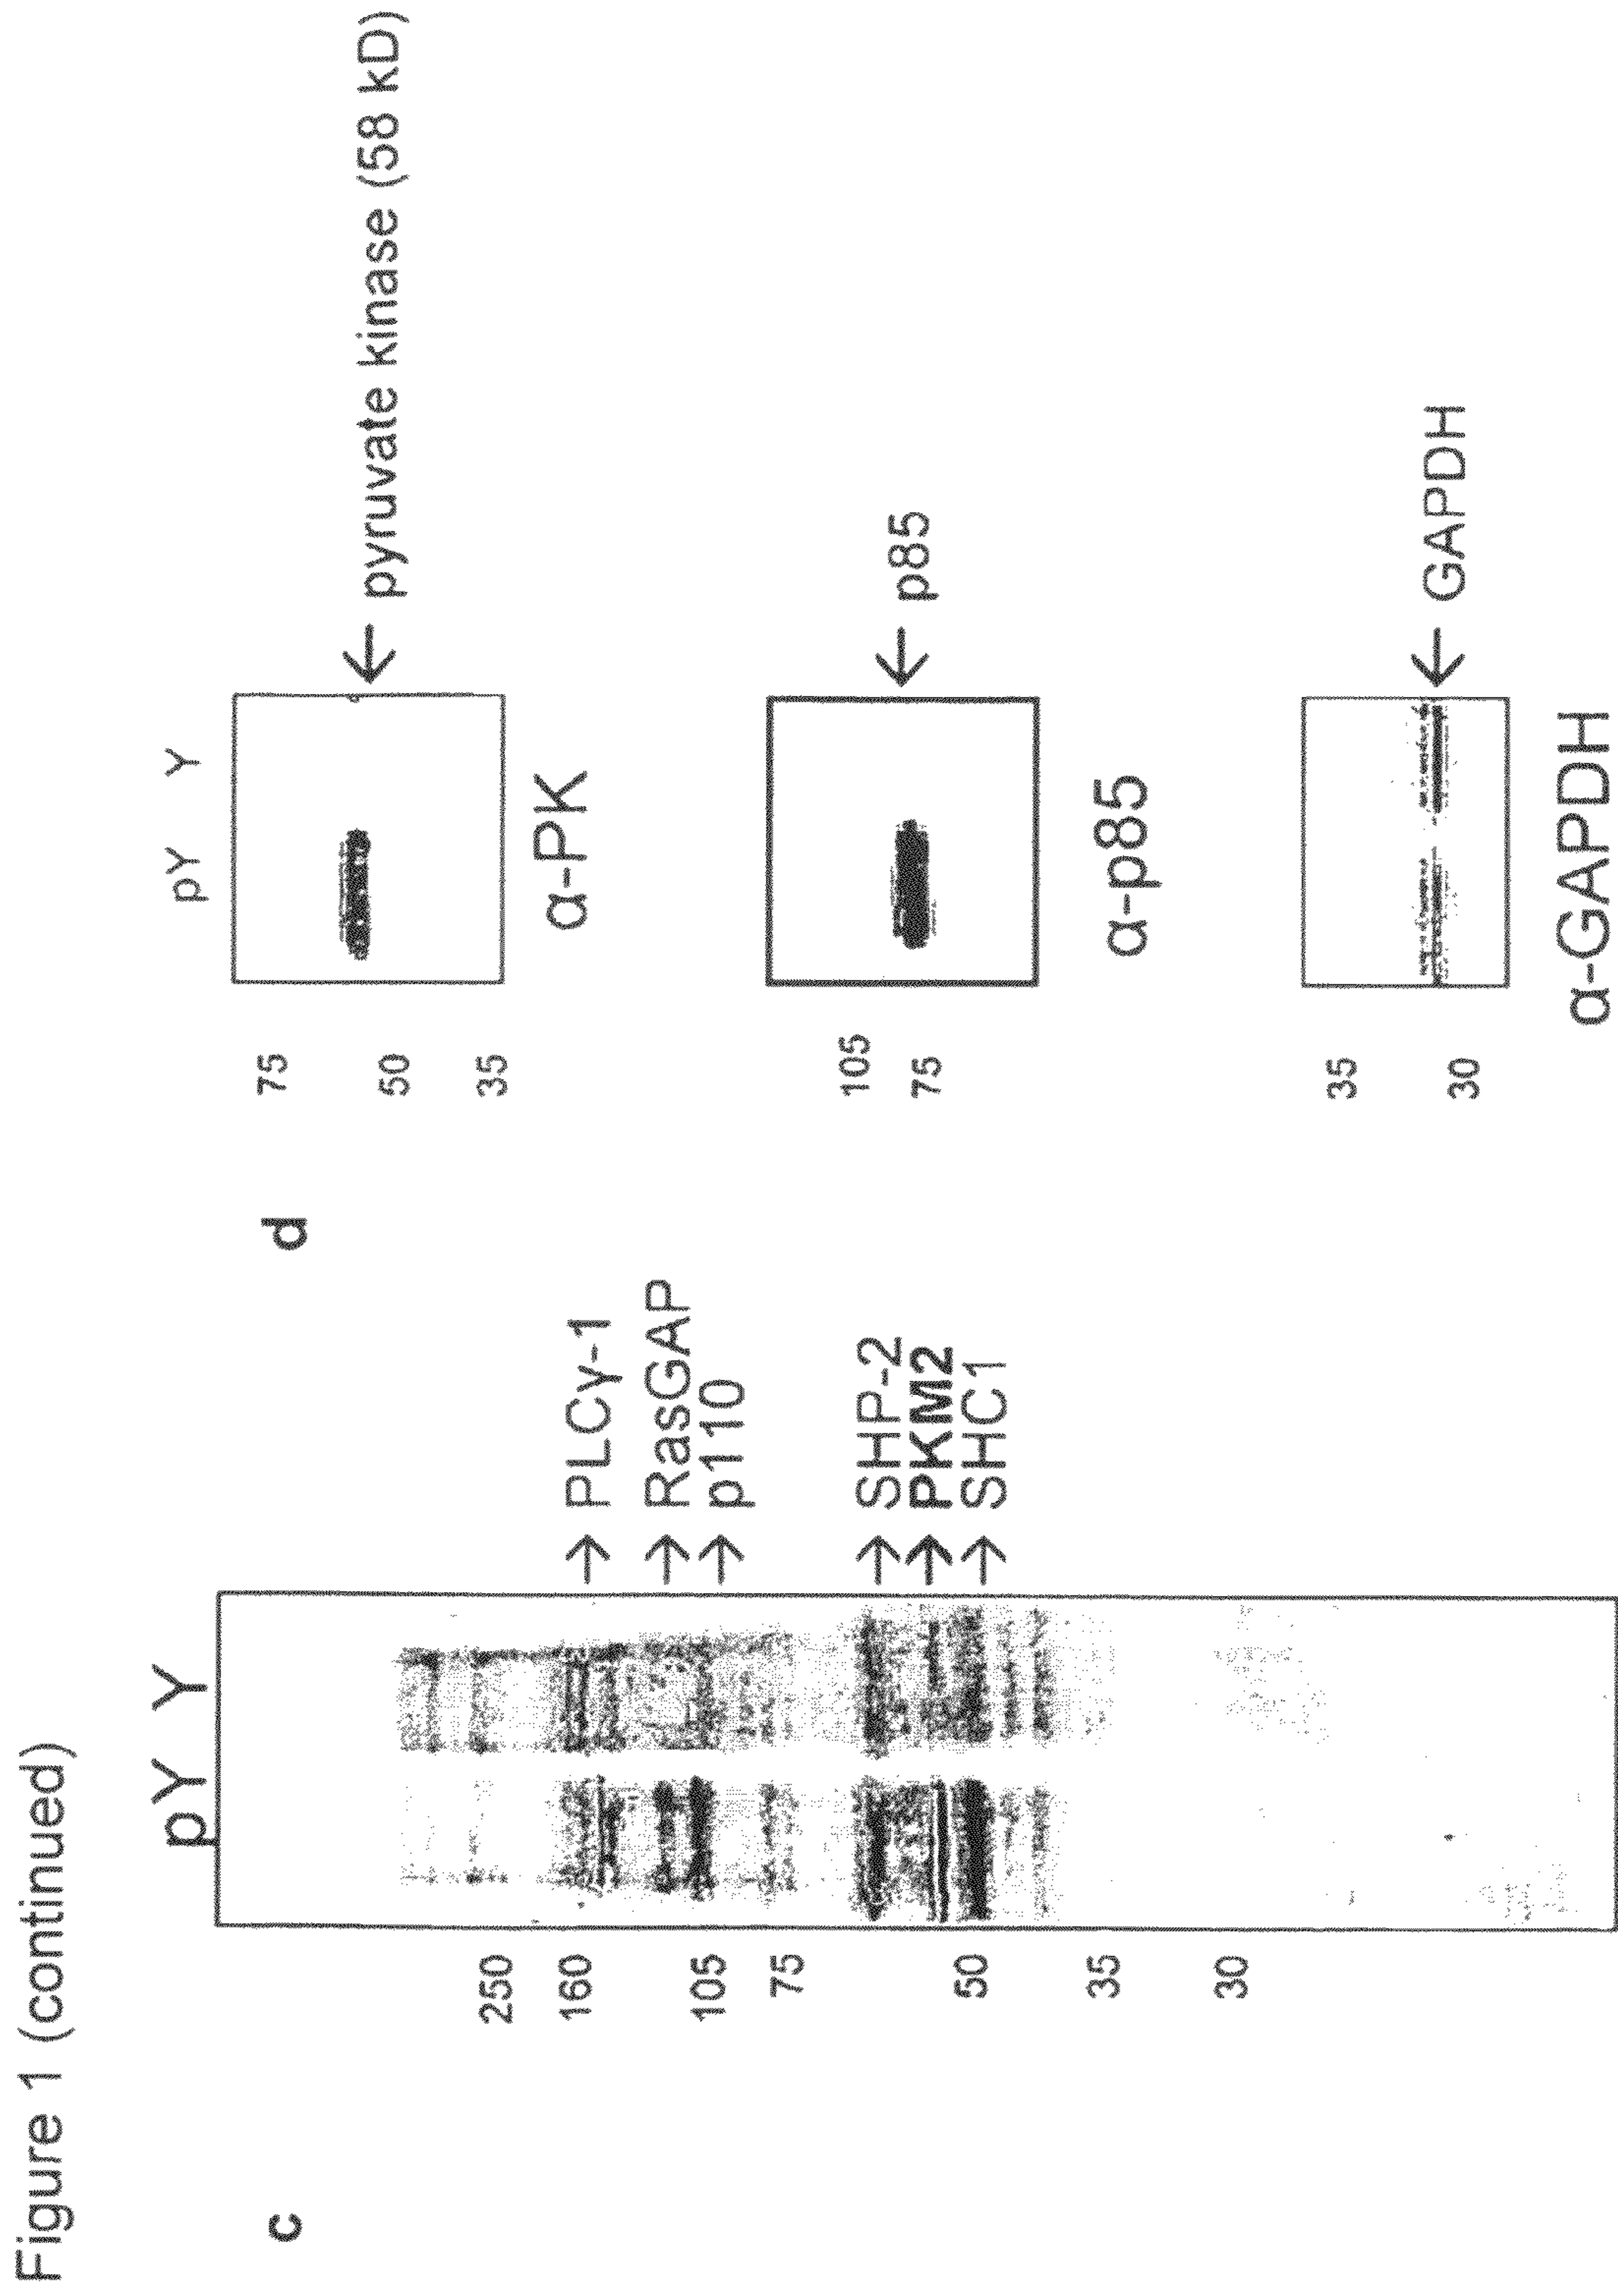 Figure 1 (continued)
c
pY Y
250
160
105
75
50
35
30
PLCγ-1
RasGAP
p110
SHP-2
PKM2
SHC1
d
pY Y
75
50
35
pyruvate kinase (58 kD)
α-PK
105
75
p85
α-p85
35
30
GAPDH
α-GAPDH